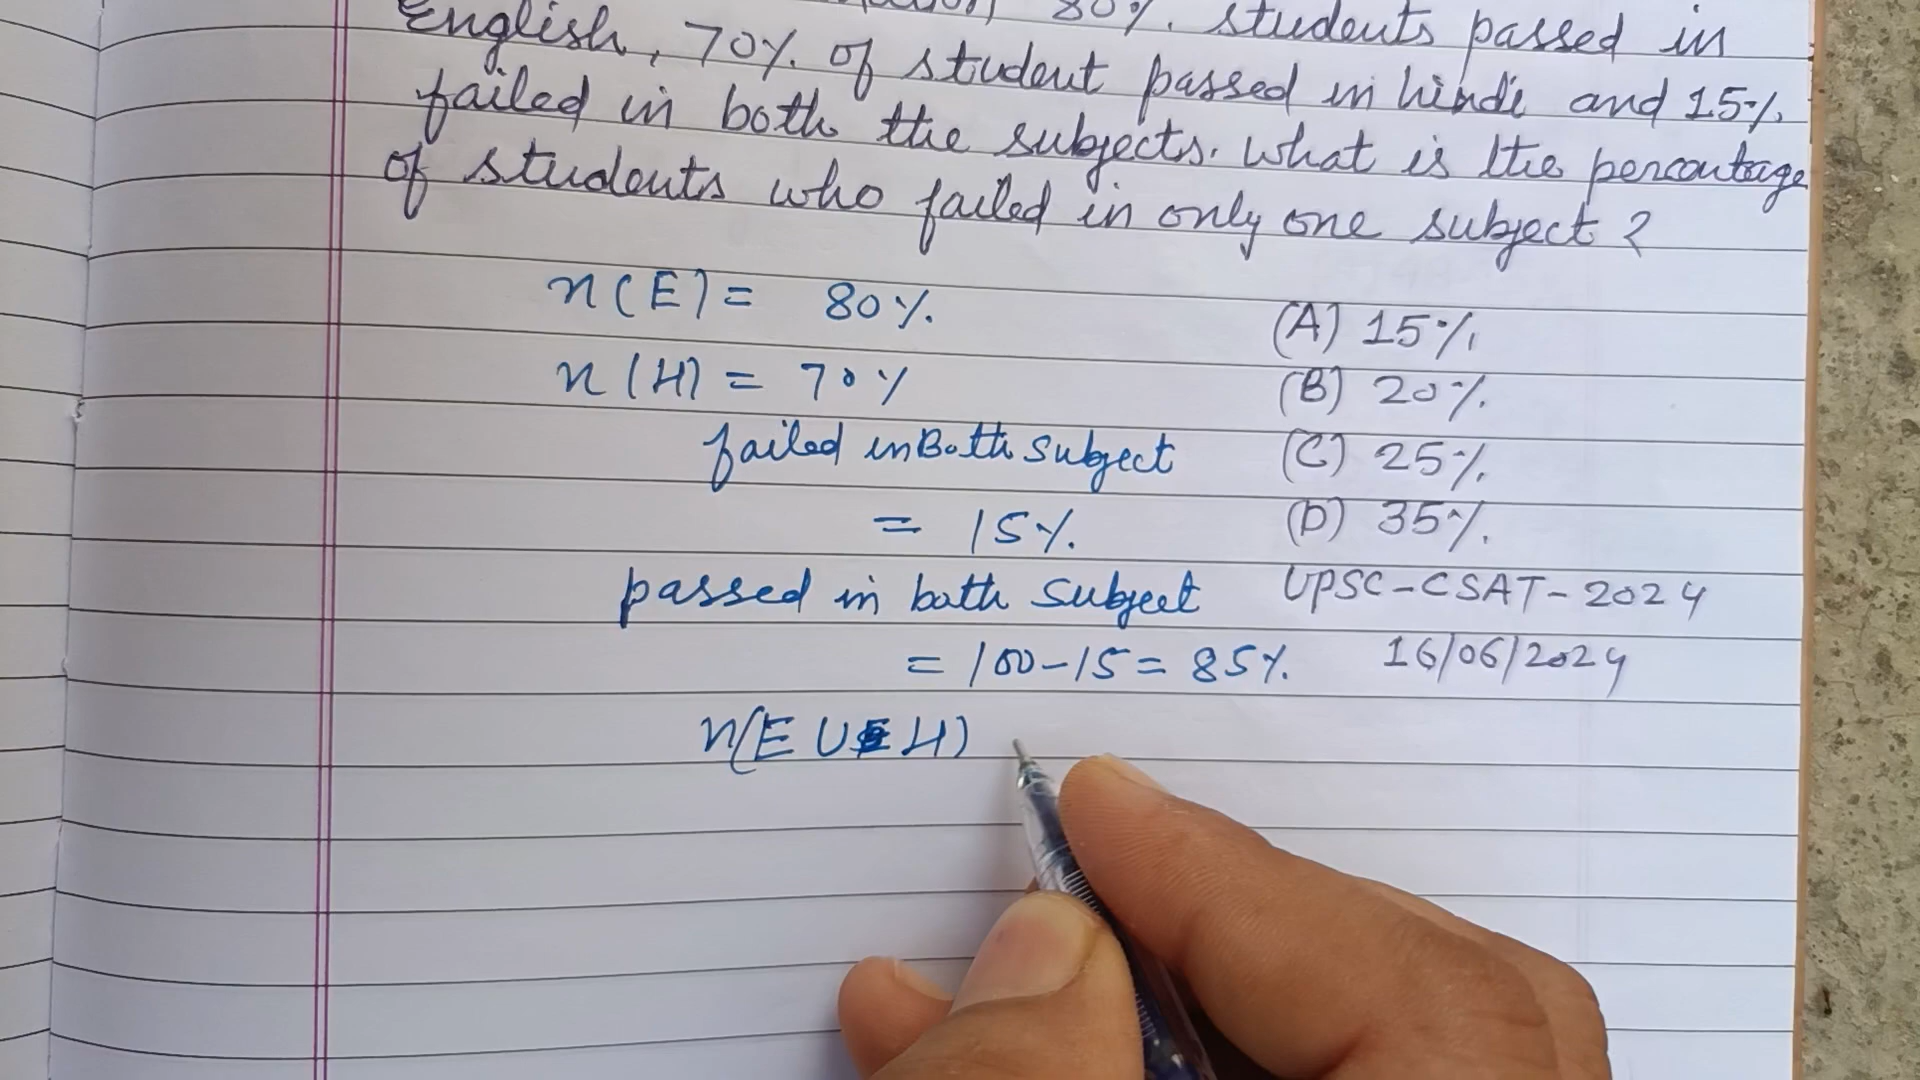 80%. students passed in
English, 70%. of student passed in hindi and 15%.
failed in both the subjects. what is the percentage
of students who failed in only one subject ?
n(E) = 80%.
(A) 15%
n(H) = 70%
(B) 20%.
failed in Both subject
(C) 25%.
= 15%.
(D) 35%.
passed in both subject
UPSC-CSAT-2024
= 100-15 = 85%.
16/06/2024
n(E U H)